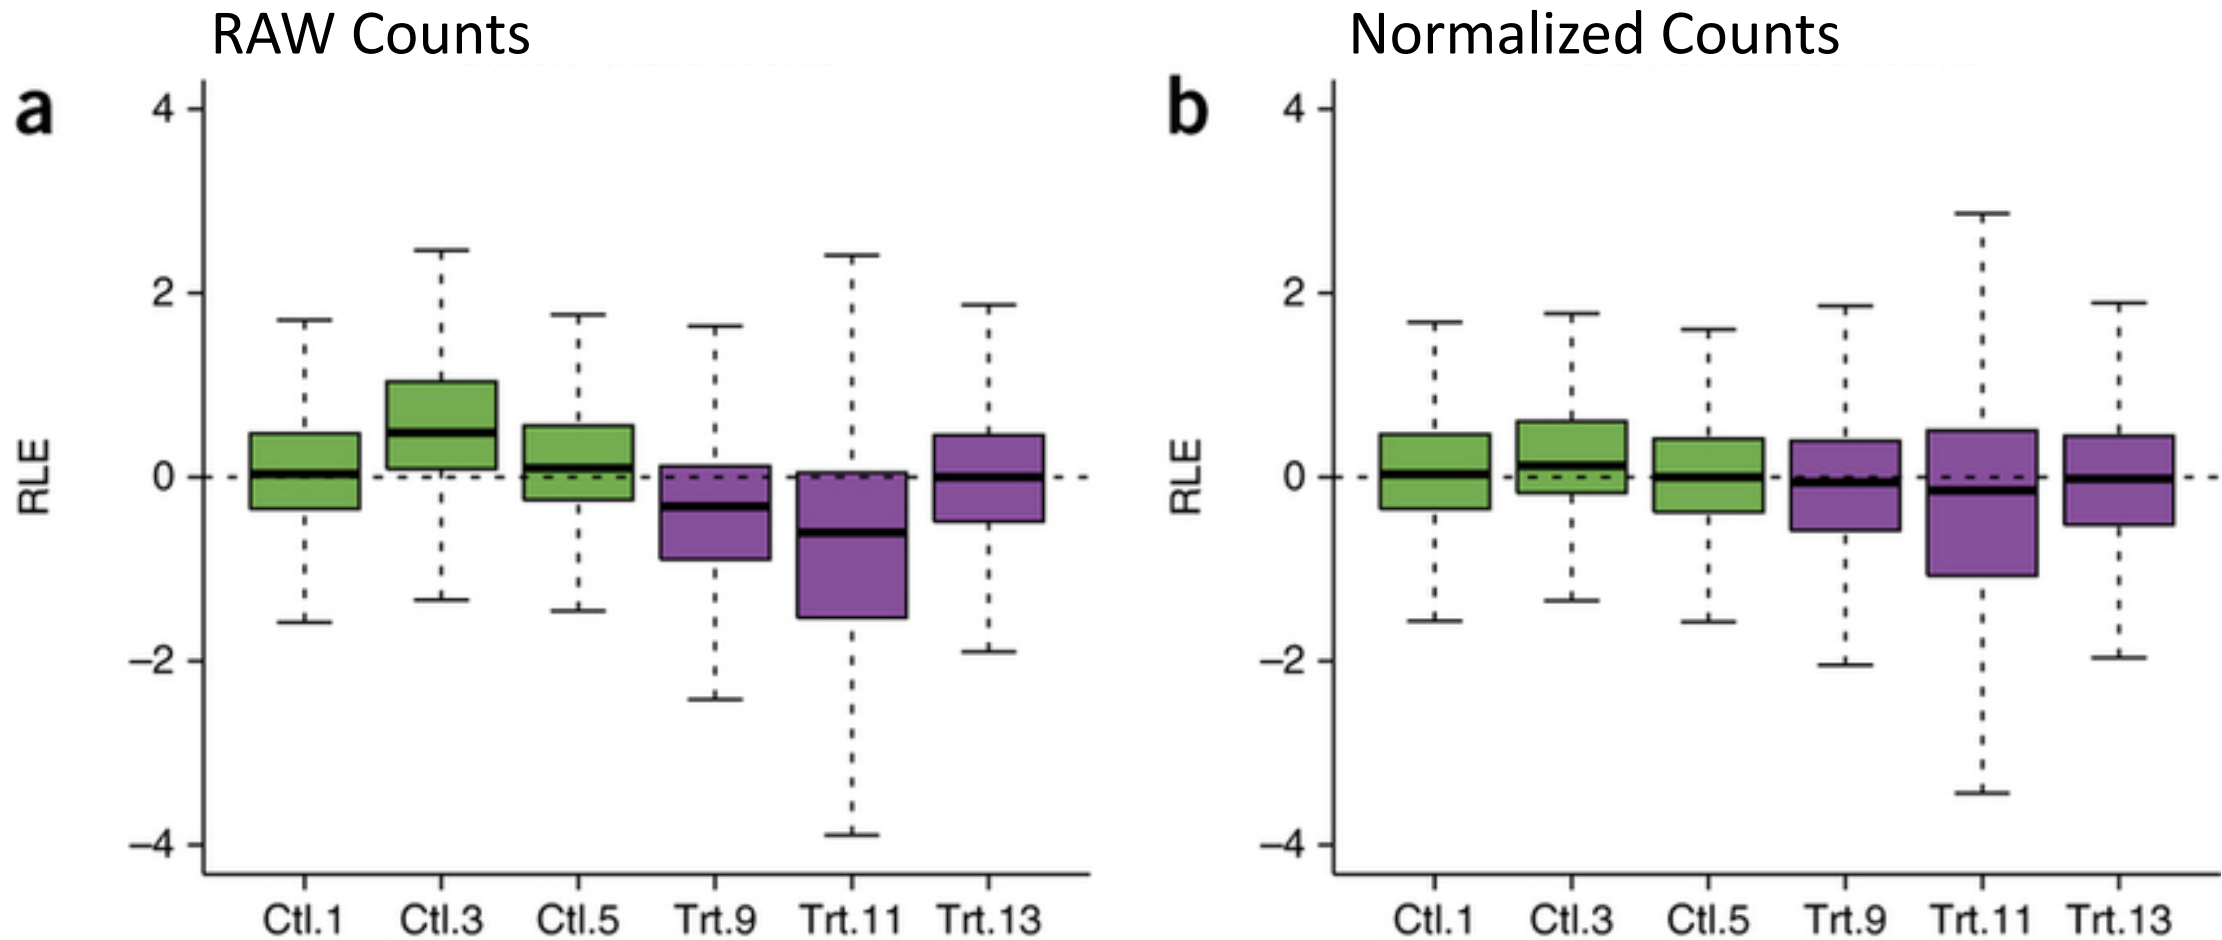 RAW Counts
a
RLE
4
2
0
−2
−4
Ctl.1 Ctl.3 Ctl.5 Trt.9 Trt.11 Trt.13
Normalized Counts
b
RLE
4
2
0
−2
−4
Ctl.1 Ctl.3 Ctl.5 Trt.9 Trt.11 Trt.13